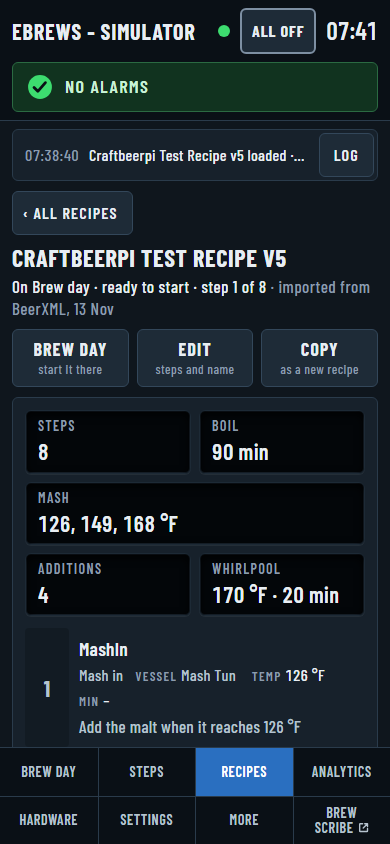 EBREWS - SIMULATOR
ALL OFF
07:41
NO ALARMS
07:38:40 Craftbeerpi Test Recipe v5 loaded ·...
LOG
‹ ALL RECIPES
CRAFTBEERPI TEST RECIPE V5
On Brew day · ready to start · step 1 of 8 · imported from
BeerXML, 13 Nov
BREW DAY
start it there
EDIT
steps and name
COPY
as a new recipe
STEPS
8
BOIL
90 min
MASH
126, 149, 168 °F
ADDITIONS
4
WHIRLPOOL
170 °F · 20 min
1
MashIn
Mash in VESSEL Mash Tun TEMP 126 °F
MIN –
Add the malt when it reaches 126 °F
BREW DAY
STEPS
RECIPES
ANALYTICS
HARDWARE
SETTINGS
MORE
BREW
SCRIBE